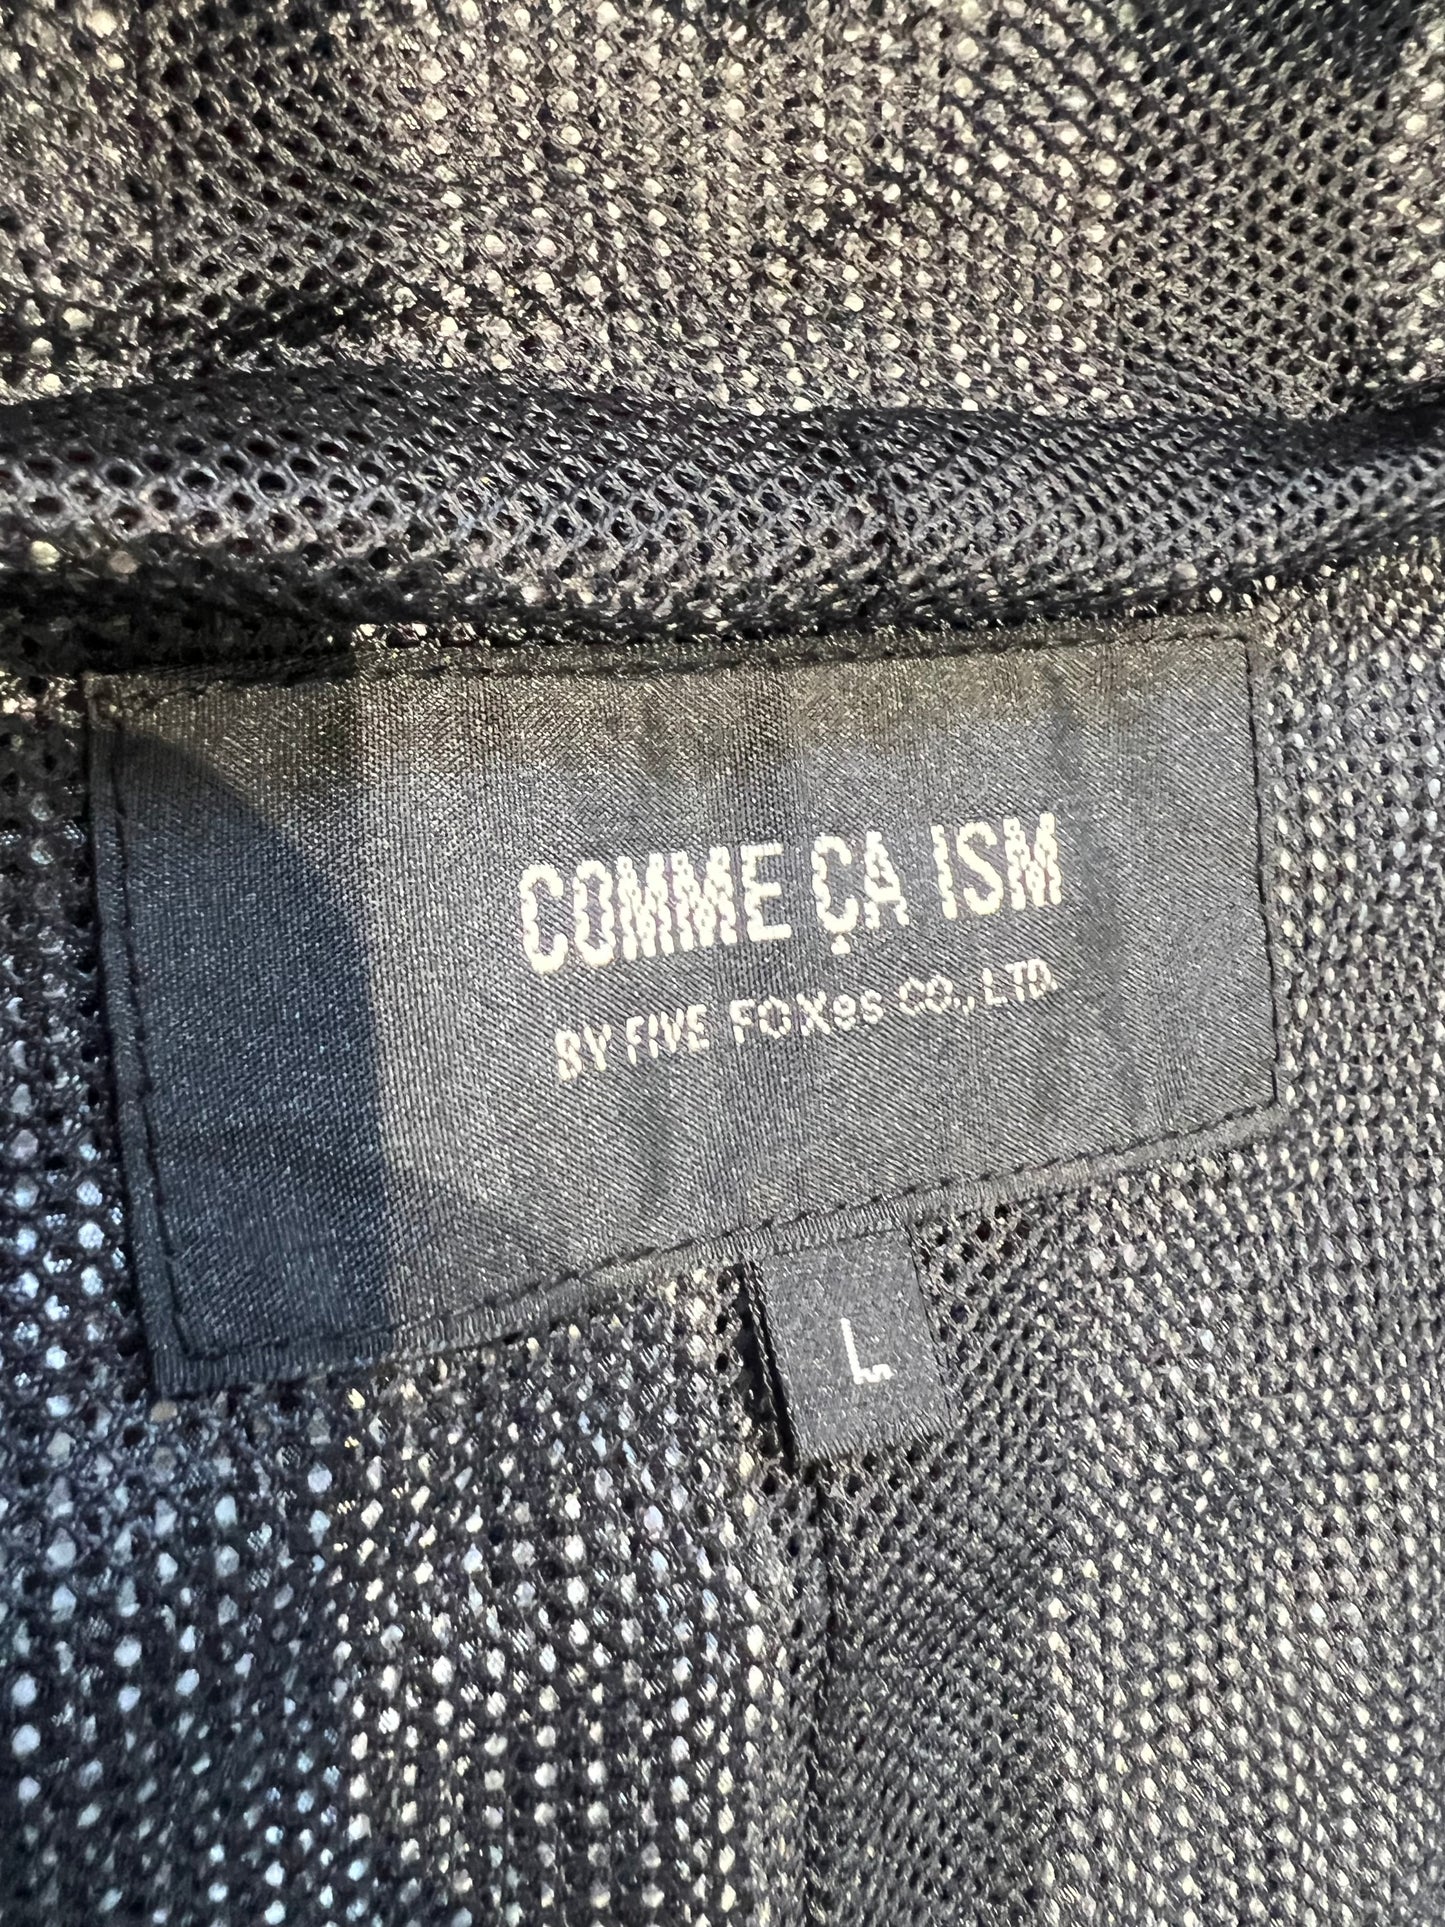 COMME ÇA ISM
BY FIVE FOXes CO., LTD.
L